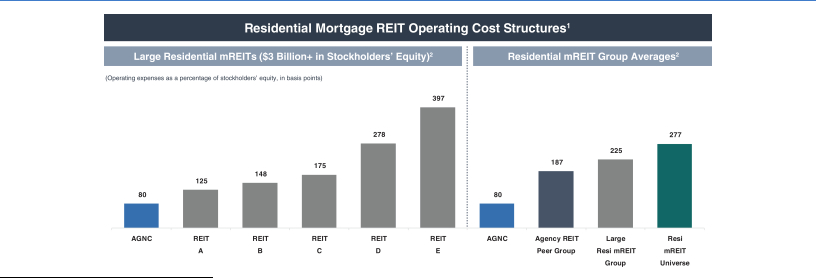 Residential Mortgage REIT Operating Cost Structures¹
Large Residential mREITs ($3 Billion+ in Stockholders' Equity)²
Residential mREIT Group Averages²
(Operating expenses as a percentage of stockholders' equity, in basis points)
80
125
148
175
278
397
80
187
225
277
AGNC
REIT
A
REIT
B
REIT
C
REIT
D
REIT
E
AGNC
Agency REIT
Peer Group
Large
Resi mREIT
Group
Resi
mREIT
Universe